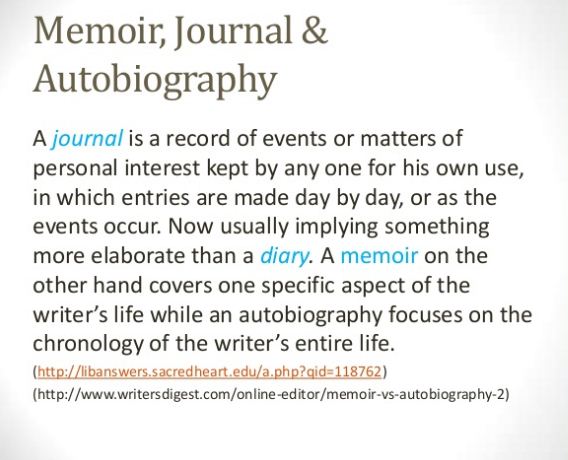 Memoir, Journal &
Autobiography
A journal is a record of events or matters of
personal interest kept by any one for his own use,
in which entries are made day by day, or as the
events occur. Now usually implying something
more elaborate than a diary. A memoir on the
other hand covers one specific aspect of the
writer’s life while an autobiography focuses on the
chronology of the writer’s entire life.
(http://libanswers.sacredheart.edu/a.php?qid=118762)
(http://www.writersdigest.com/online-editor/memoir-vs-autobiography-2)